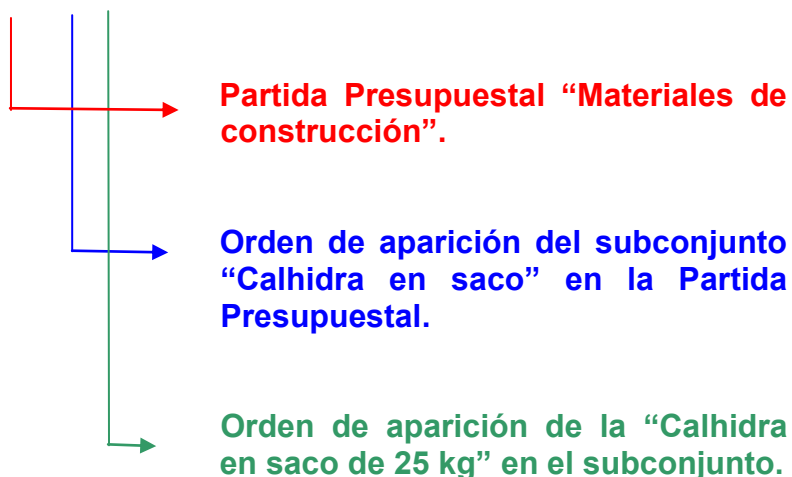 Partida Presupuestal “Materiales de
construcción”.
Orden de aparición del subconjunto
“Calhidra en saco” en la Partida
Presupuestal.
Orden de aparición de la “Calhidra
en saco de 25 kg” en el subconjunto.